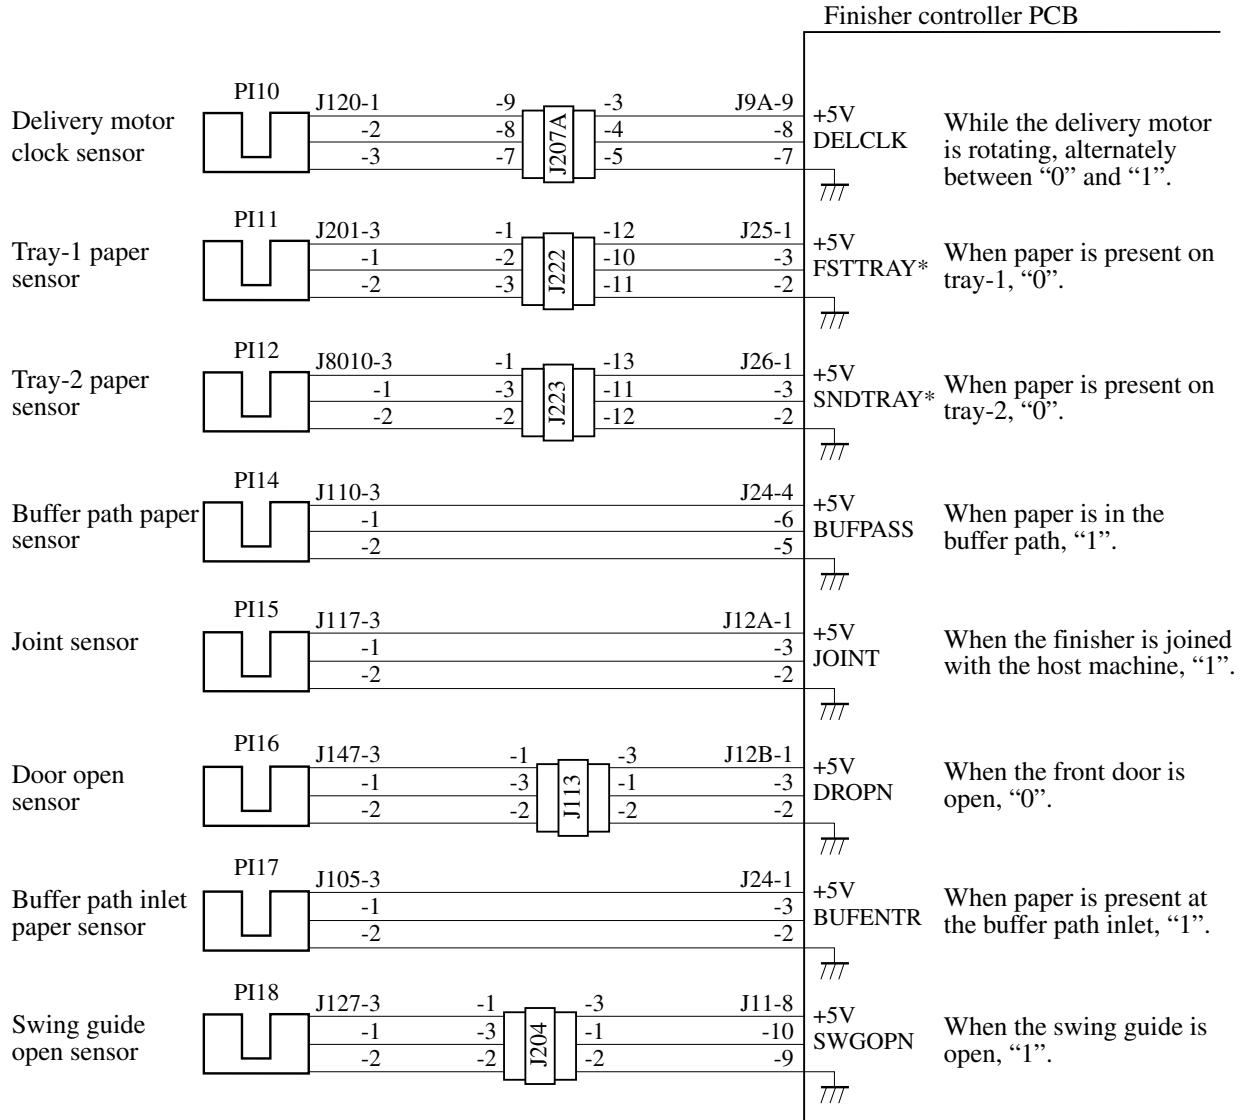 Finisher controller PCB
PI10
Delivery motor
clock sensor
J120-1 -9 J207A -3 J9A-9 +5V
-2 -8 -4 -8 DELCLK
-3 -7 -5 -7
While the delivery motor
is rotating, alternately
between “0” and “1”.
PI11
Tray-1 paper
sensor
J201-3 -1 J222 -12 J25-1 +5V
-1 -2 -10 -3 FSTTRAY*
-2 -3 -11 -2
When paper is present on
tray-1, “0”.
PI12
Tray-2 paper
sensor
J8010-3 -1 J223 -13 J26-1 +5V
-1 -3 -11 -3 SNDTRAY*
-2 -2 -12 -2
When paper is present on
tray-2, “0”.
PI14
Buffer path paper
sensor
J110-3 J24-4 +5V
-1 -6 BUFPASS
-2 -5
When paper is in the
buffer path, “1”.
PI15
Joint sensor
J117-3 J12A-1 +5V
-1 -3 JOINT
-2 -2
When the finisher is joined
with the host machine, “1”.
PI16
Door open
sensor
J147-3 -1 J113 -3 J12B-1 +5V
-1 -3 -1 -3 DROPN
-2 -2 -2 -2
When the front door is
open, “0”.
PI17
Buffer path inlet
paper sensor
J105-3 J24-1 +5V
-1 -3 BUFENTR
-2 -2
When paper is present at
the buffer path inlet, “1”.
PI18
Swing guide
open sensor
J127-3 -1 J204 -3 J11-8 +5V
-1 -3 -1 -10 SWGOPN
-2 -2 -2 -9
When the swing guide is
open, “1”.